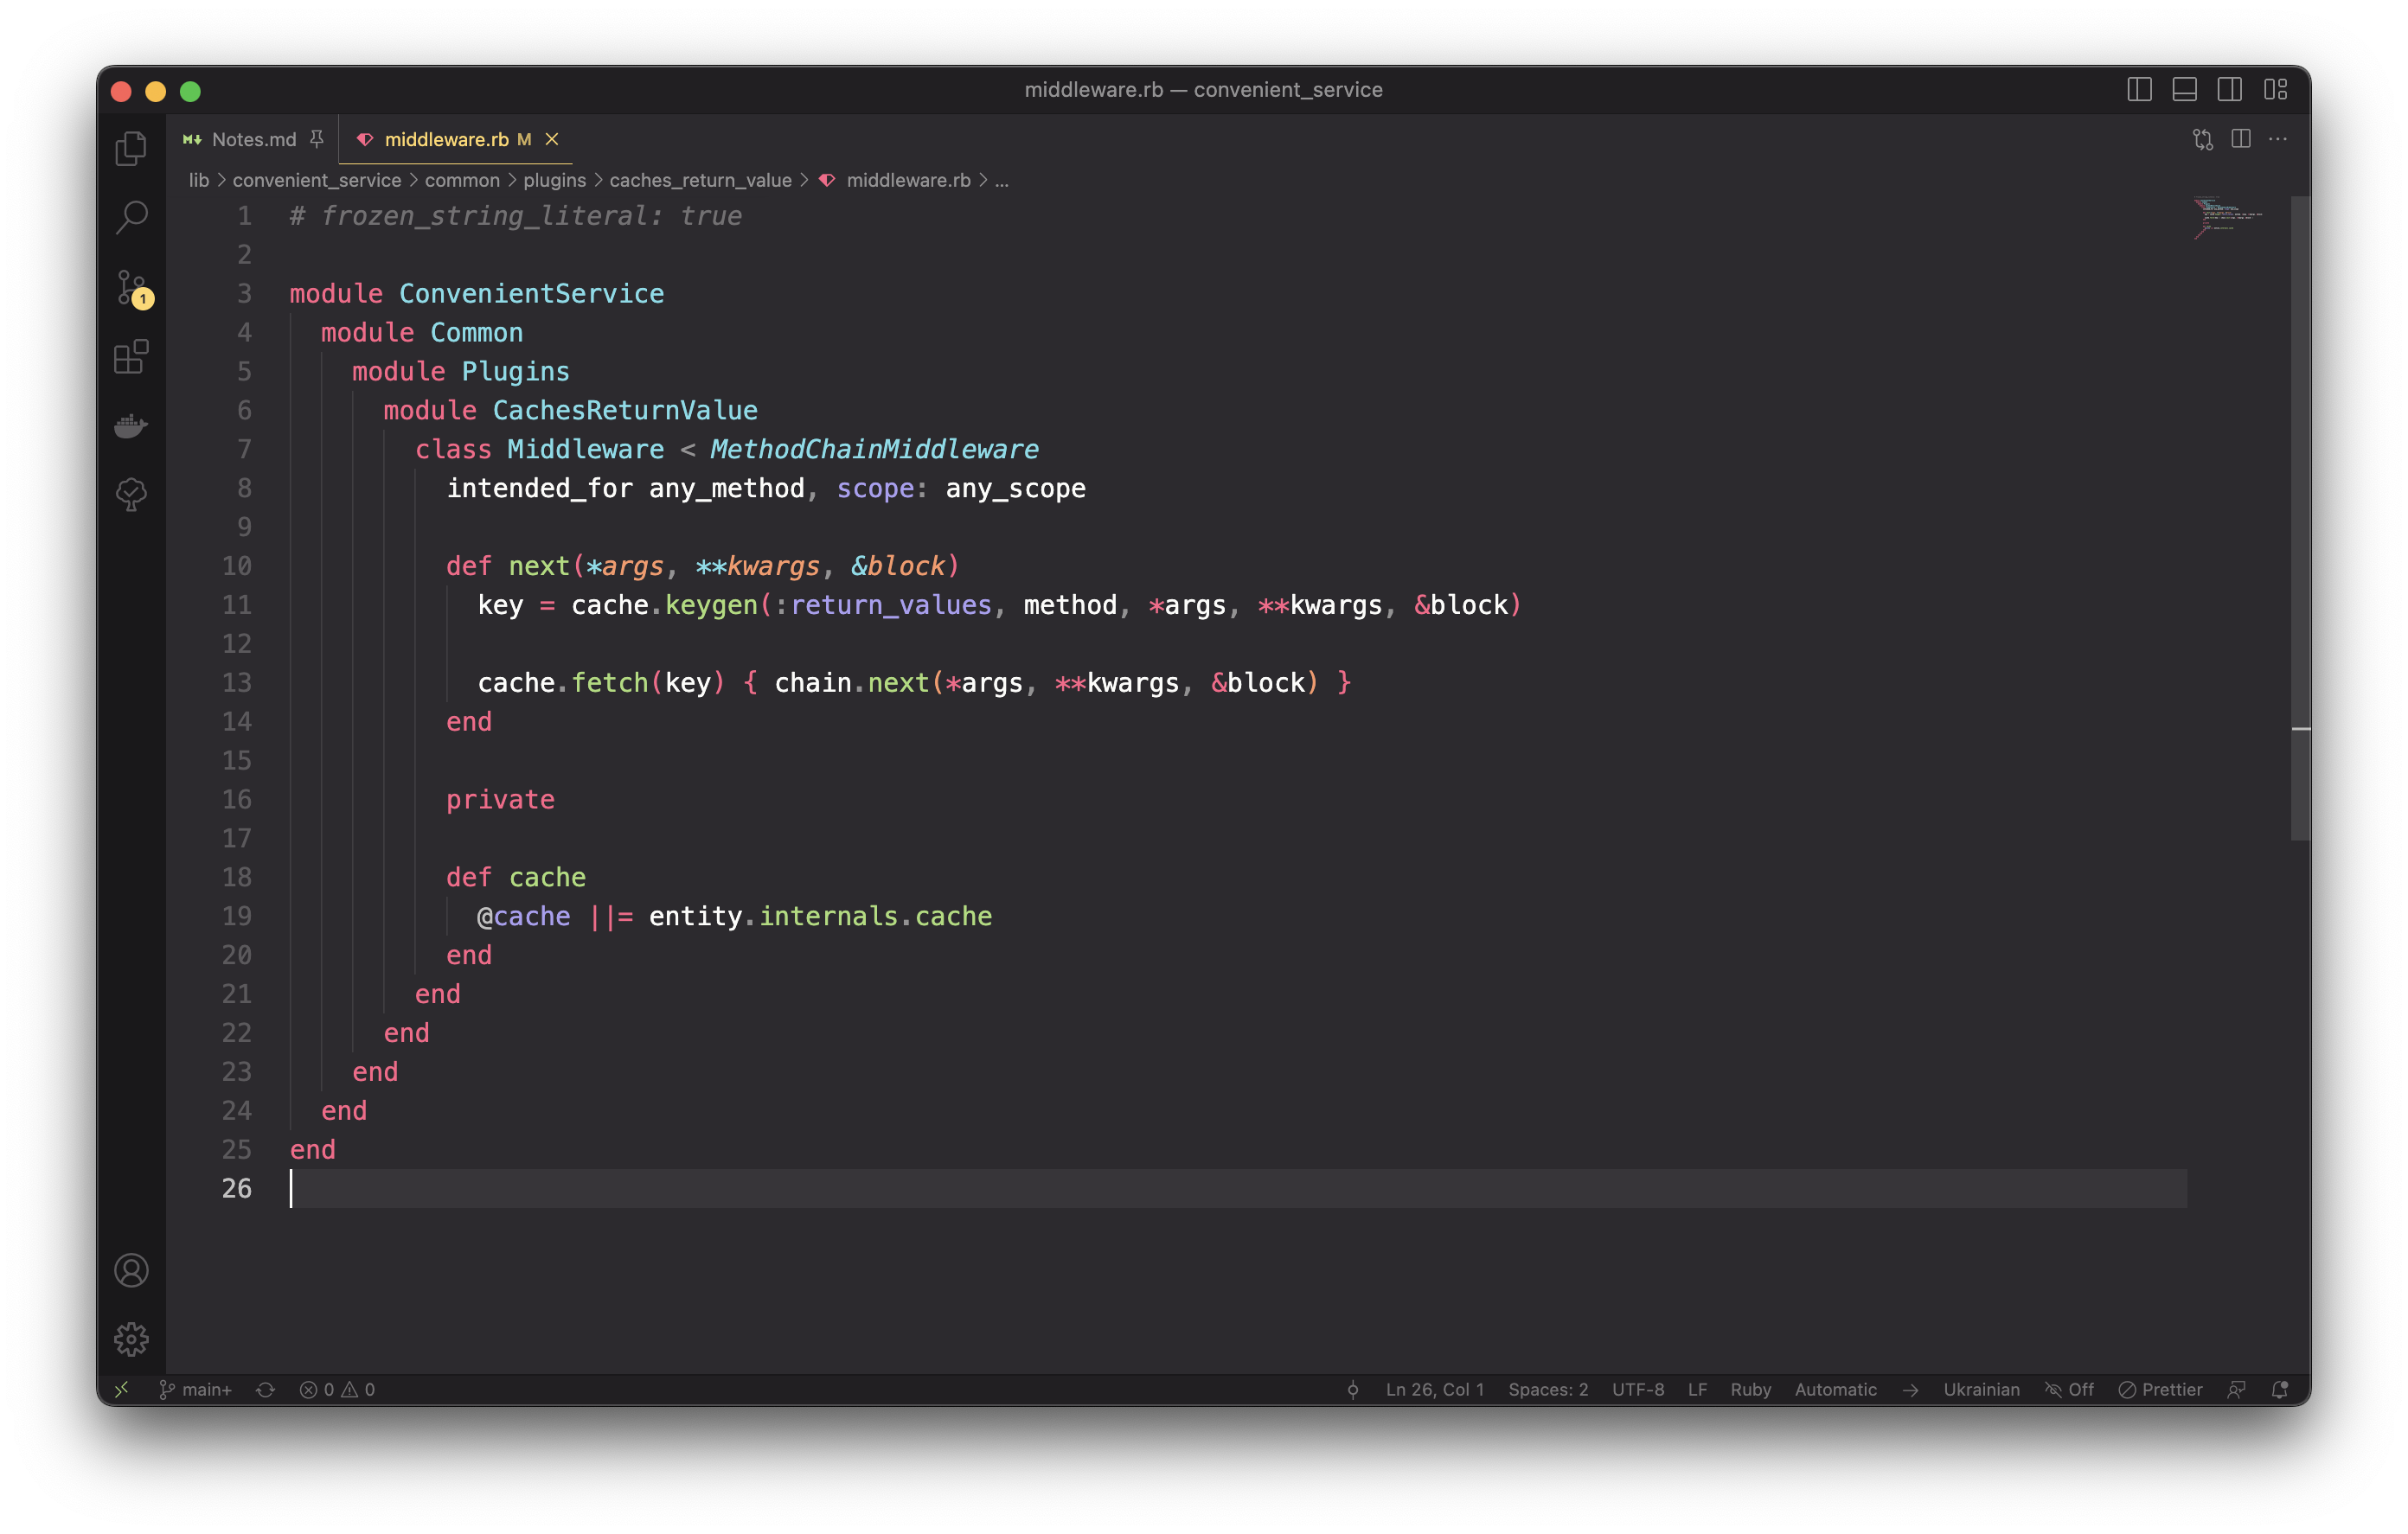 middleware.rb — convenient_service
Notes.md
middleware.rb M
lib > convenient_service > common > plugins > caches_return_value > middleware.rb > ...
1 # frozen_string_literal: true
2
3 module ConvenientService
4   module Common
5     module Plugins
6       module CachesReturnValue
7         class Middleware < MethodChainMiddleware
8           intended_for any_method, scope: any_scope
9
10           def next(*args, **kwargs, &block)
11             key = cache.keygen(:return_values, method, *args, **kwargs, &block)
12
13             cache.fetch(key) { chain.next(*args, **kwargs, &block) }
14           end
15
16           private
17
18           def cache
19             @cache ||= entity.internals.cache
20           end
21         end
22       end
23     end
24   end
25 end
26
1
main+ 0 0 Ln 26, Col 1 Spaces: 2 UTF-8 LF Ruby Automatic Ukrainian Off Prettier